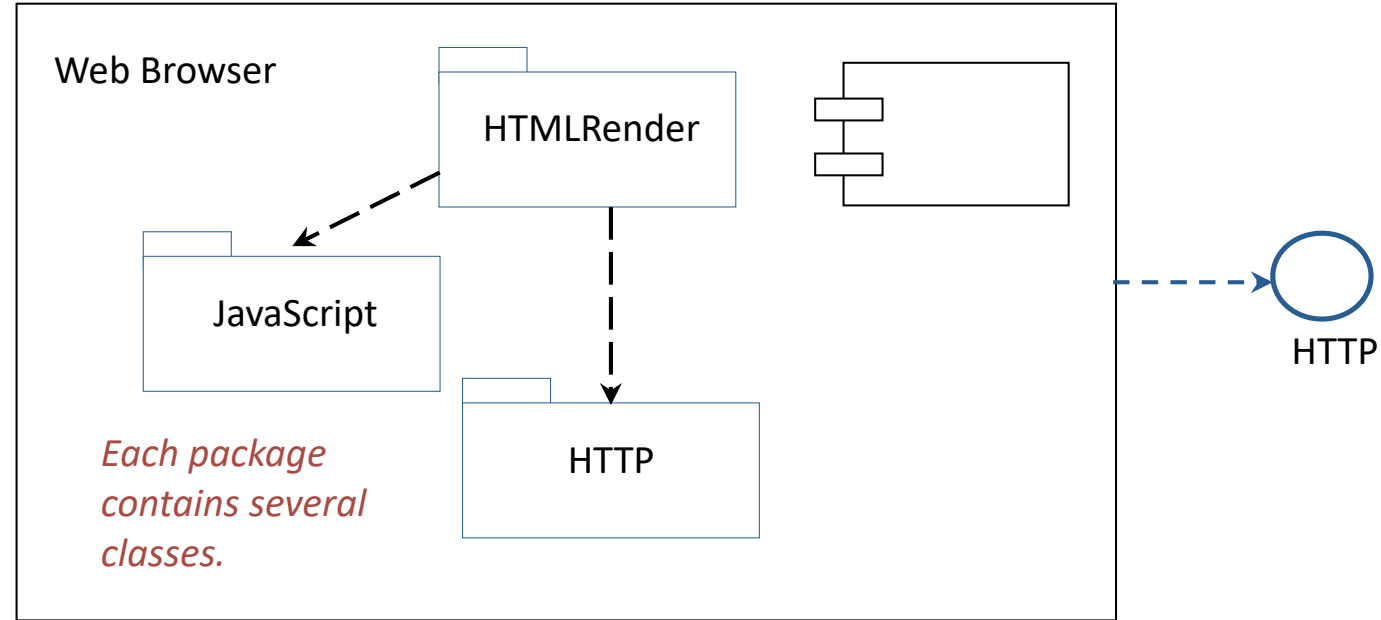 Web Browser
HTMLRender
JavaScript
HTTP
HTTP
Each package
contains several
classes.